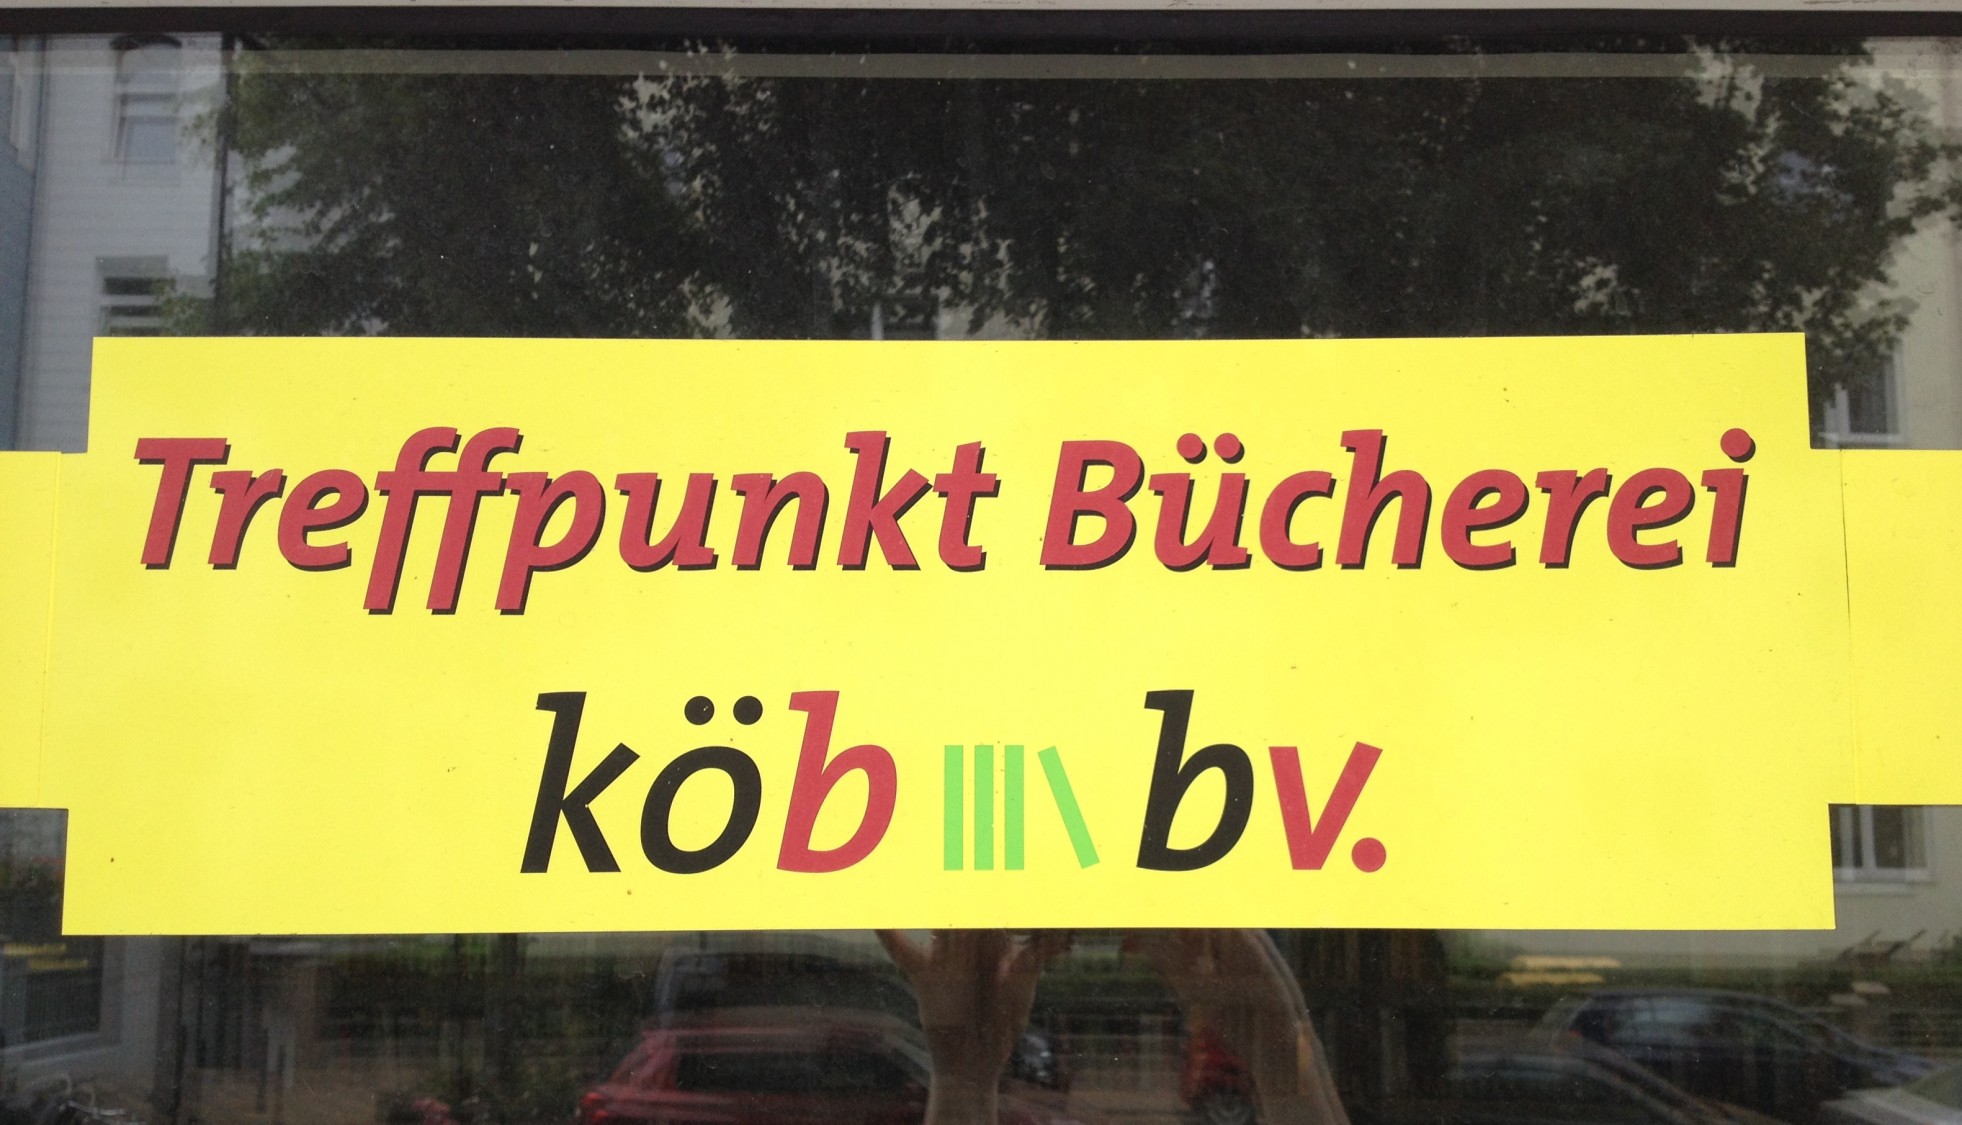 Treffpunkt Bücherei
köb bv.